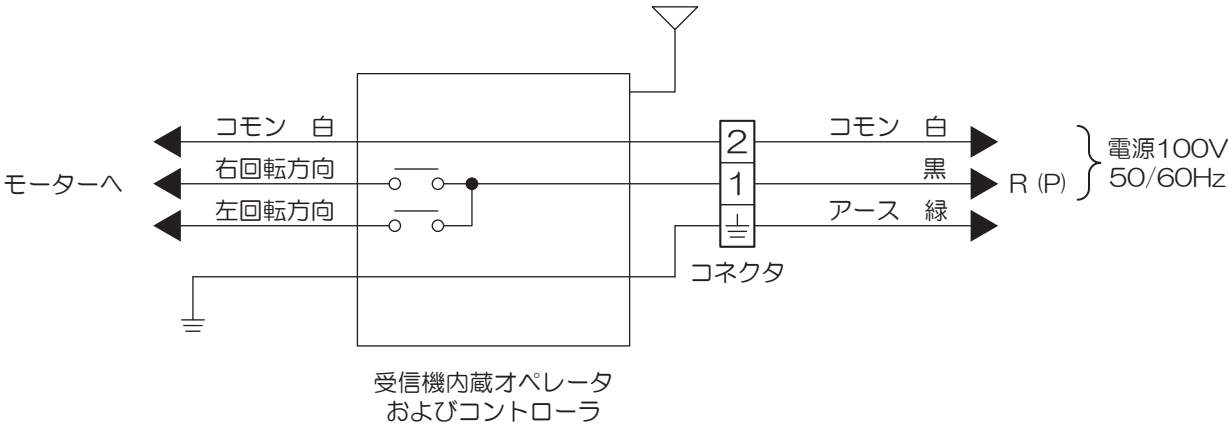 コモン 白
右回転方向
左回転方向
モーターへ
2
1
コネクタ
コモン 白
黒
アース 緑
R (P)
電源100V
50/60Hz
受信機内蔵オペレータ
およびコントローラ